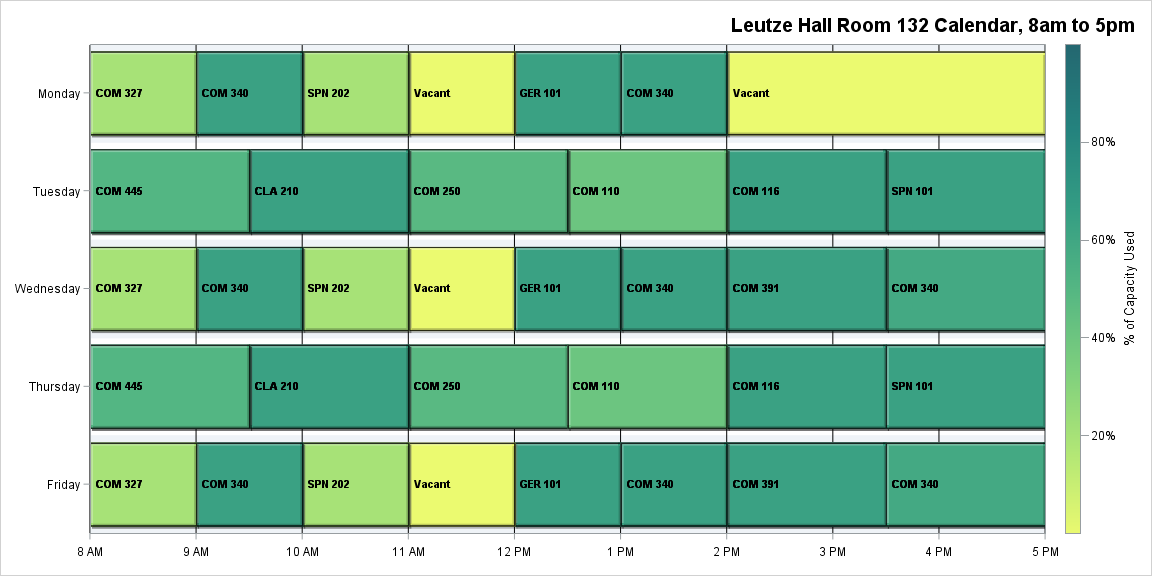 Leutze Hall Room 132 Calendar, 8am to 5pm
Monday
COM 327
COM 340
SPN 202
Vacant
GER 101
COM 340
Vacant
Tuesday
COM 445
CLA 210
COM 250
COM 110
COM 116
SPN 101
Wednesday
COM 327
COM 340
SPN 202
Vacant
GER 101
COM 340
COM 391
COM 340
Thursday
COM 445
CLA 210
COM 250
COM 110
COM 116
SPN 101
Friday
COM 327
COM 340
SPN 202
Vacant
GER 101
COM 340
COM 391
COM 340
8 AM
9 AM
10 AM
11 AM
12 PM
1 PM
2 PM
3 PM
4 PM
5 PM
80%
60%
40%
20%
% of Capacity Used